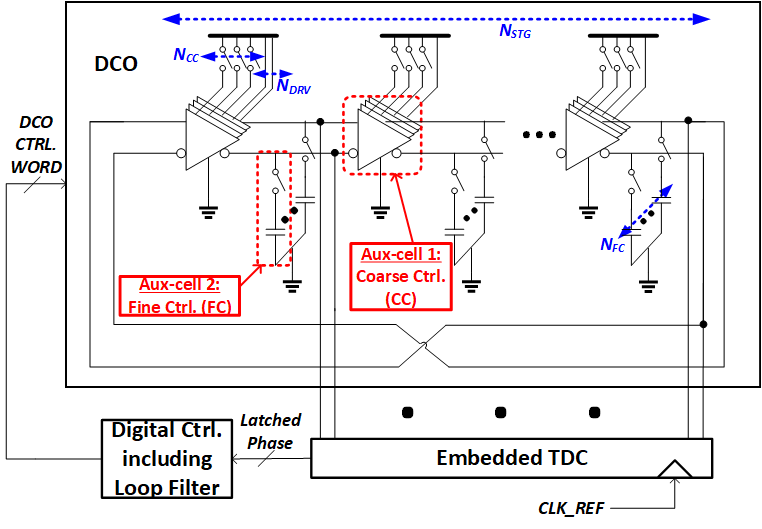 N_STG
N_CC
DCO
N_DRV
DCO
CTRL.
WORD
N_FC
Aux-cell 1:
Coarse Ctrl.
(CC)
Aux-cell 2:
Fine Ctrl. (FC)
Digital Ctrl.
including
Loop Filter
Latched
Phase
Embedded TDC
CLK_REF